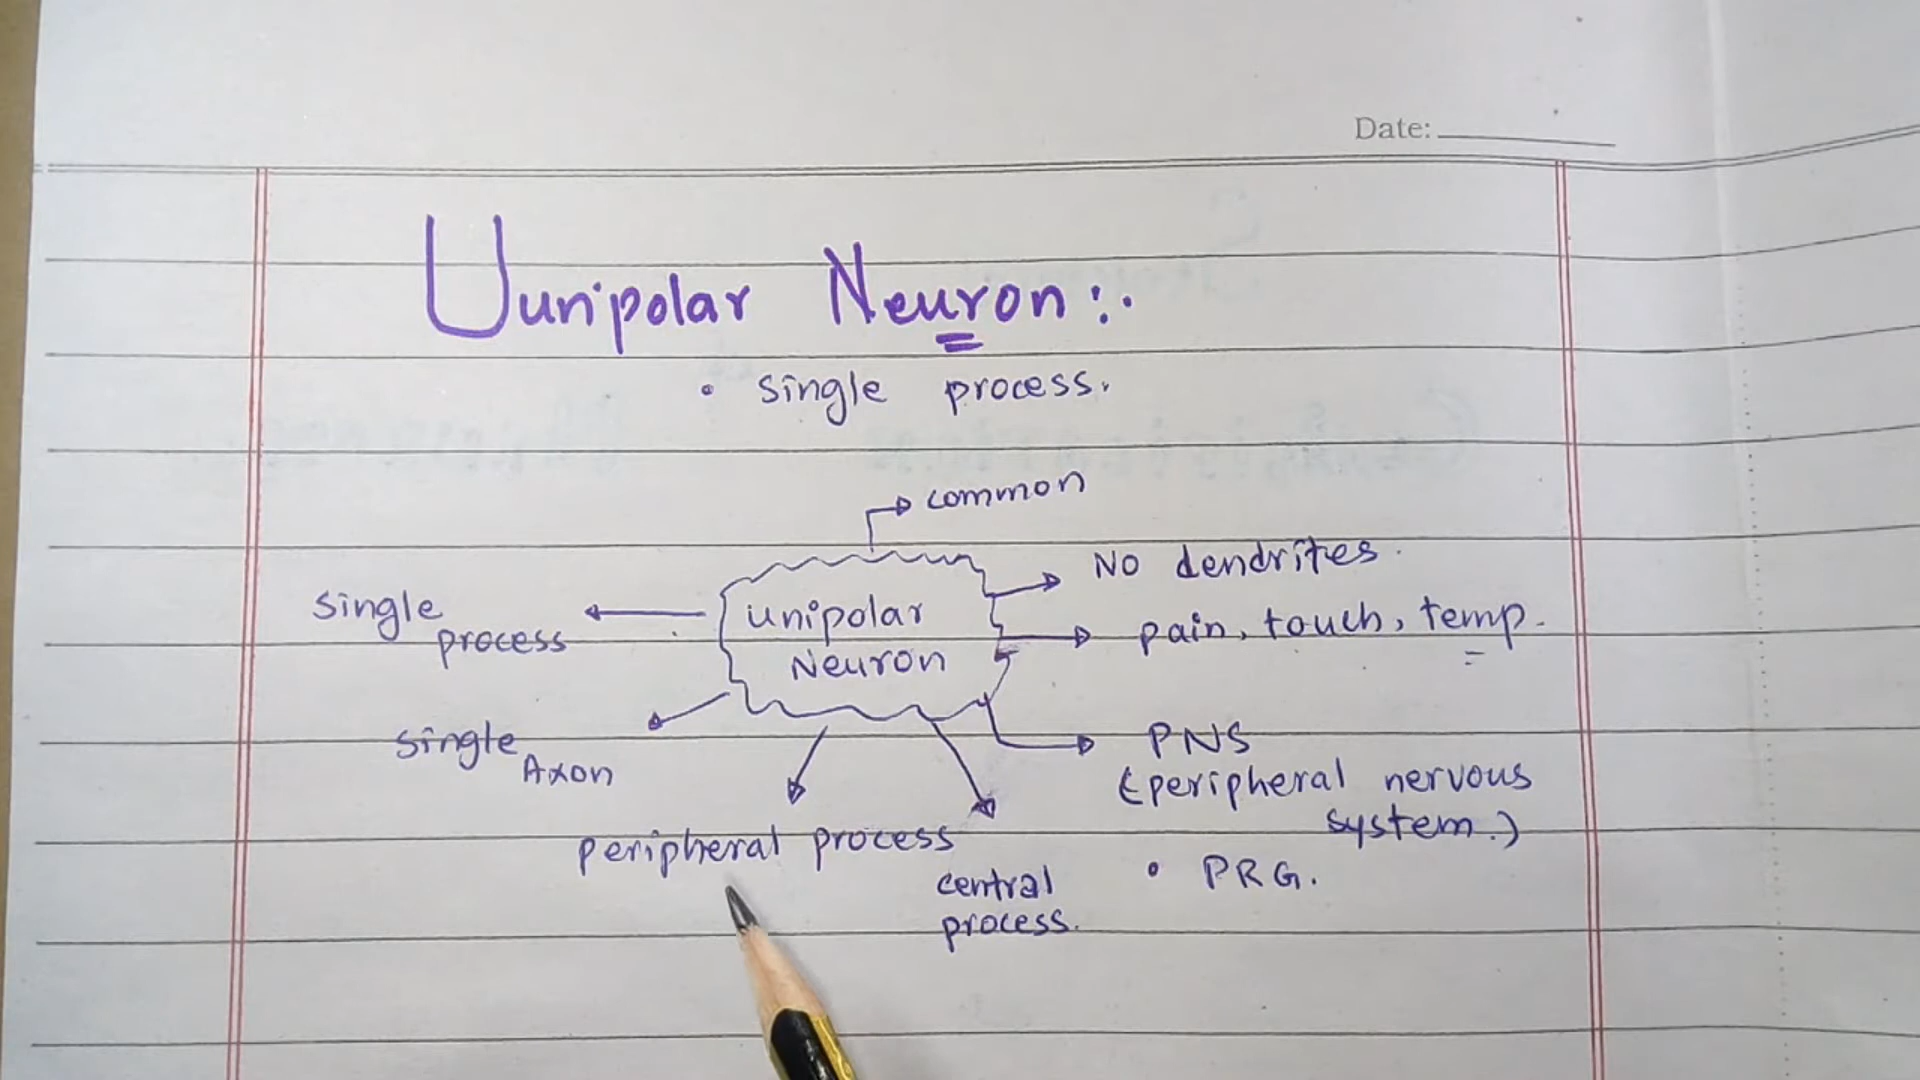 Date:
Uunipolar Neuron:.
• single process.
common
No dendrites.
single
process
unipolar
Neuron
pain, touch, temp.
single
Axon
PNS
(peripheral nervous
system.)
peripheral process
central
process.
• PRG.